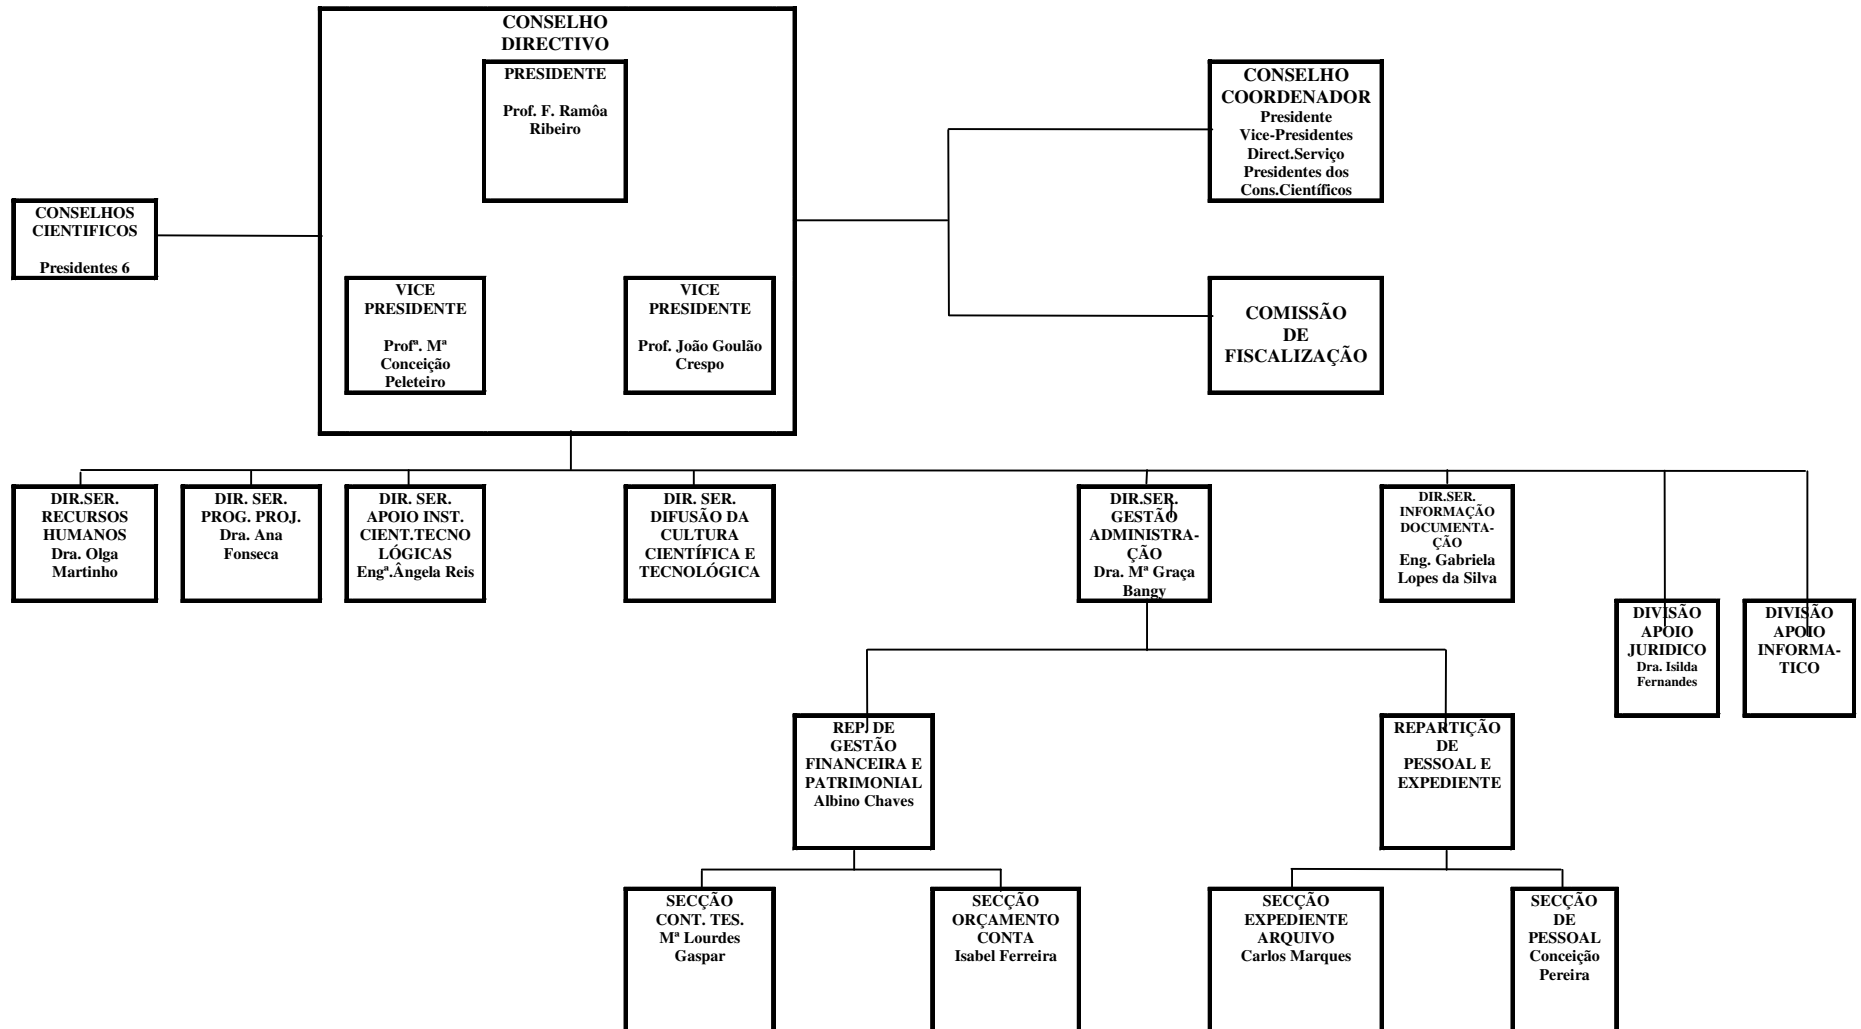 CONSELHO
DIRECTIVO
PRESIDENTE
Prof. F. Ramôa
Ribeiro
VICE
PRESIDENTE
Profª. Mª
Conceição
Peleteiro
VICE
PRESIDENTE
Prof. João Goulão
Crespo
CONSELHO
COORDENADOR
Presidente
Vice-Presidentes
Direct.Serviço
Presidentes dos
Cons.Científicos
CONSELHOS
CIENTIFICOS
Presidentes 6
COMISSÃO
DE
FISCALIZAÇÃO
DIR.SER.
RECURSOS
HUMANOS
Dra. Olga
Martinho
DIR. SER.
PROG. PROJ.
Dra. Ana
Fonseca
DIR. SER.
APOIO INST.
CIENT.TECNO
LÓGICAS
Engª.Ângela Reis
DIR. SER.
DIFUSÃO DA
CULTURA
CIENTÍFICA E
TECNOLÓGICA
DIR.SER.
GESTÃO
ADMINISTRA-
ÇÃO
Dra. Mª Graça
Bangy
DIR.SER.
INFORMAÇÃO
DOCUMENTA-
ÇÃO
Eng. Gabriela
Lopes da Silva
DIVISÃO
APOIO
JURIDICO
Dra. Isilda
Fernandes
DIVISÃO
APOIO
INFORMA-
TICO
REP. DE
GESTÃO
FINANCEIRA E
PATRIMONIAL
Albino Chaves
REPARTIÇÃO
DE
PESSOAL E
EXPEDIENTE
SECÇÃO
CONT. TES.
Mª Lourdes
Gaspar
SECÇÃO
ORÇAMENTO
CONTA
Isabel Ferreira
SECÇÃO
EXPEDIENTE
ARQUIVO
Carlos Marques
SECÇÃO
DE
PESSOAL
Conceição
Pereira